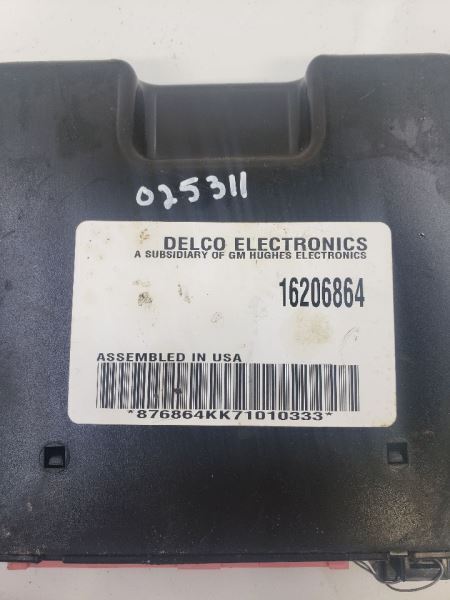 025311
DELCO ELECTRONICS
A SUBSIDIARY OF GM HUGHES ELECTRONICS
16206864
ASSEMBLED IN USA
*876864KK71010333*